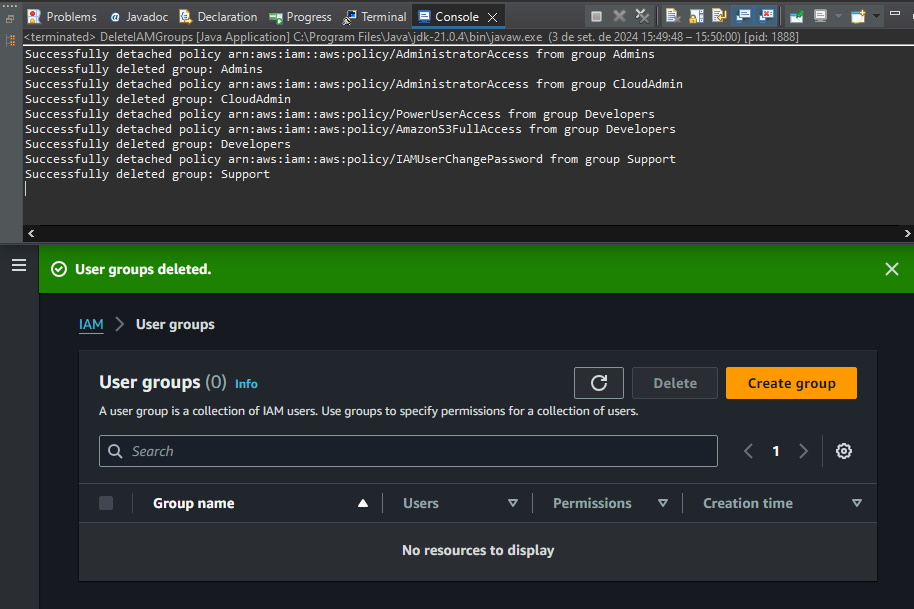 Problems Javadoc Declaration Progress Terminal Console
<terminated> DeleteIAMGroups [Java Application] C:\Program Files\Java\jdk-21.0.4\bin\javaw.exe (3 de set. de 2024 15:49:48 – 15:50:00) [pid: 1888]
Successfully detached policy arn:aws:iam::aws:policy/AdministratorAccess from group Admins
Successfully deleted group: Admins
Successfully detached policy arn:aws:iam::aws:policy/AdministratorAccess from group CloudAdmin
Successfully deleted group: CloudAdmin
Successfully detached policy arn:aws:iam::aws:policy/PowerUserAccess from group Developers
Successfully detached policy arn:aws:iam::aws:policy/AmazonS3FullAccess from group Developers
Successfully deleted group: Developers
Successfully detached policy arn:aws:iam::aws:policy/IAMUserChangePassword from group Support
Successfully deleted group: Support
User groups deleted.
IAM > User groups
User groups (0) Info
Delete
Create group
A user group is a collection of IAM users. Use groups to specify permissions for a collection of users.
Search
1
Group name Users Permissions Creation time
No resources to display